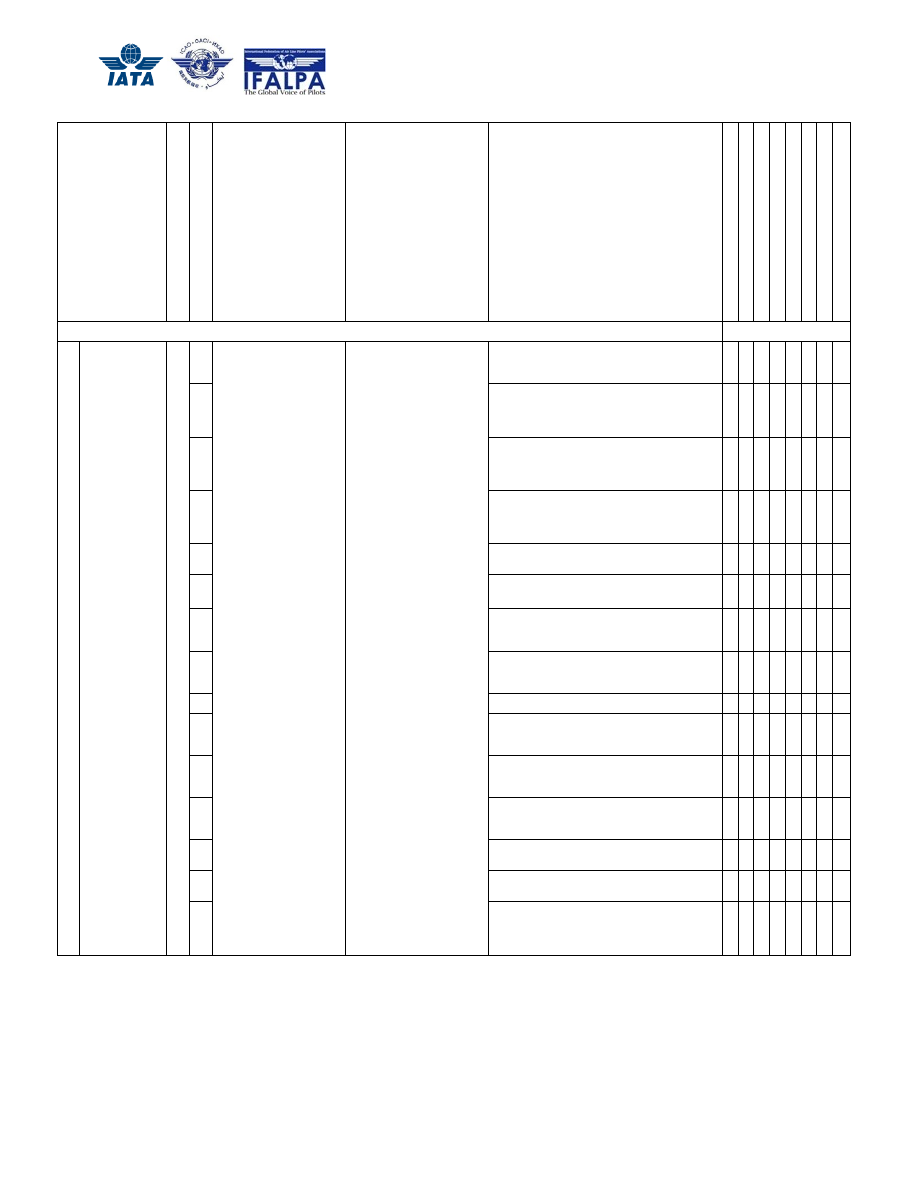 IATA
ICAO · OACI · ИКАО
International Federation of Air Line Pilots' Associations
IFALPA
The Global Voice of Pilots